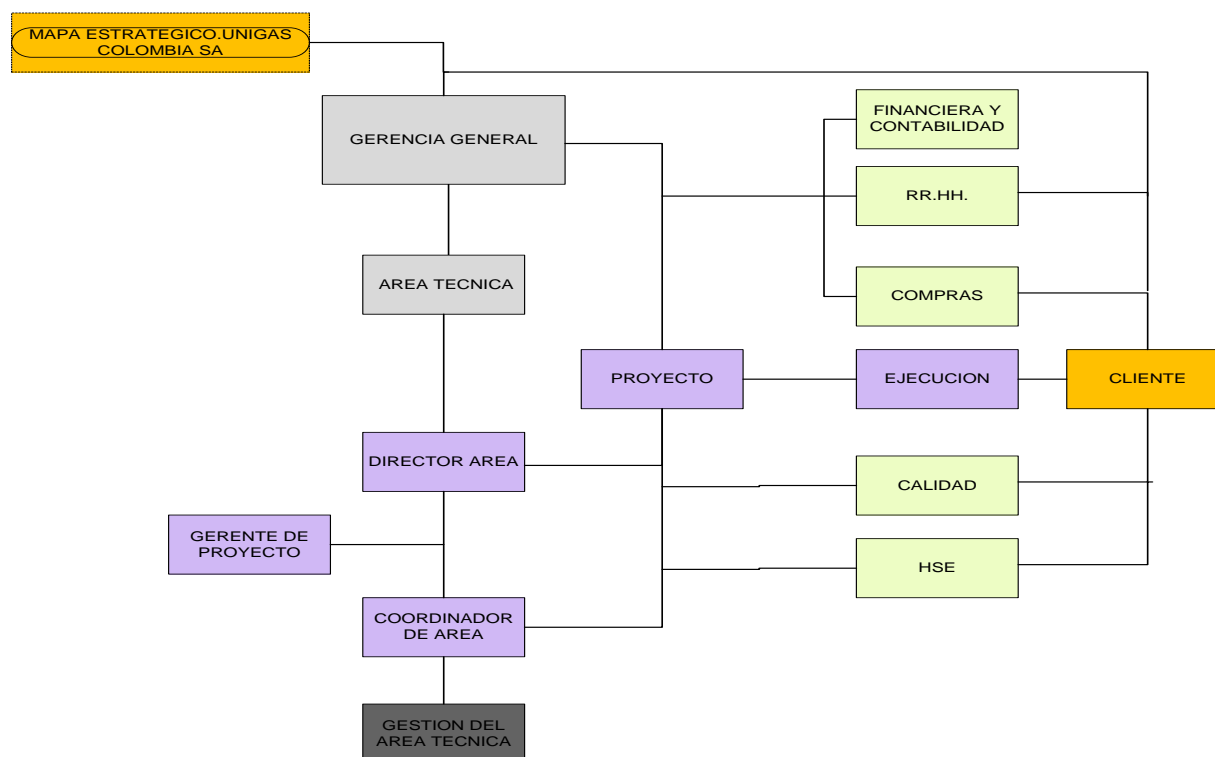 MAPA ESTRATEGICO.UNIGAS
COLOMBIA SA
GERENCIA GENERAL
FINANCIERA Y
CONTABILIDAD
RR.HH.
AREA TECNICA
COMPRAS
PROYECTO
EJECUCION
CLIENTE
DIRECTOR AREA
CALIDAD
GERENTE DE
PROYECTO
HSE
COORDINADOR
DE AREA
GESTION DEL
AREA TECNICA